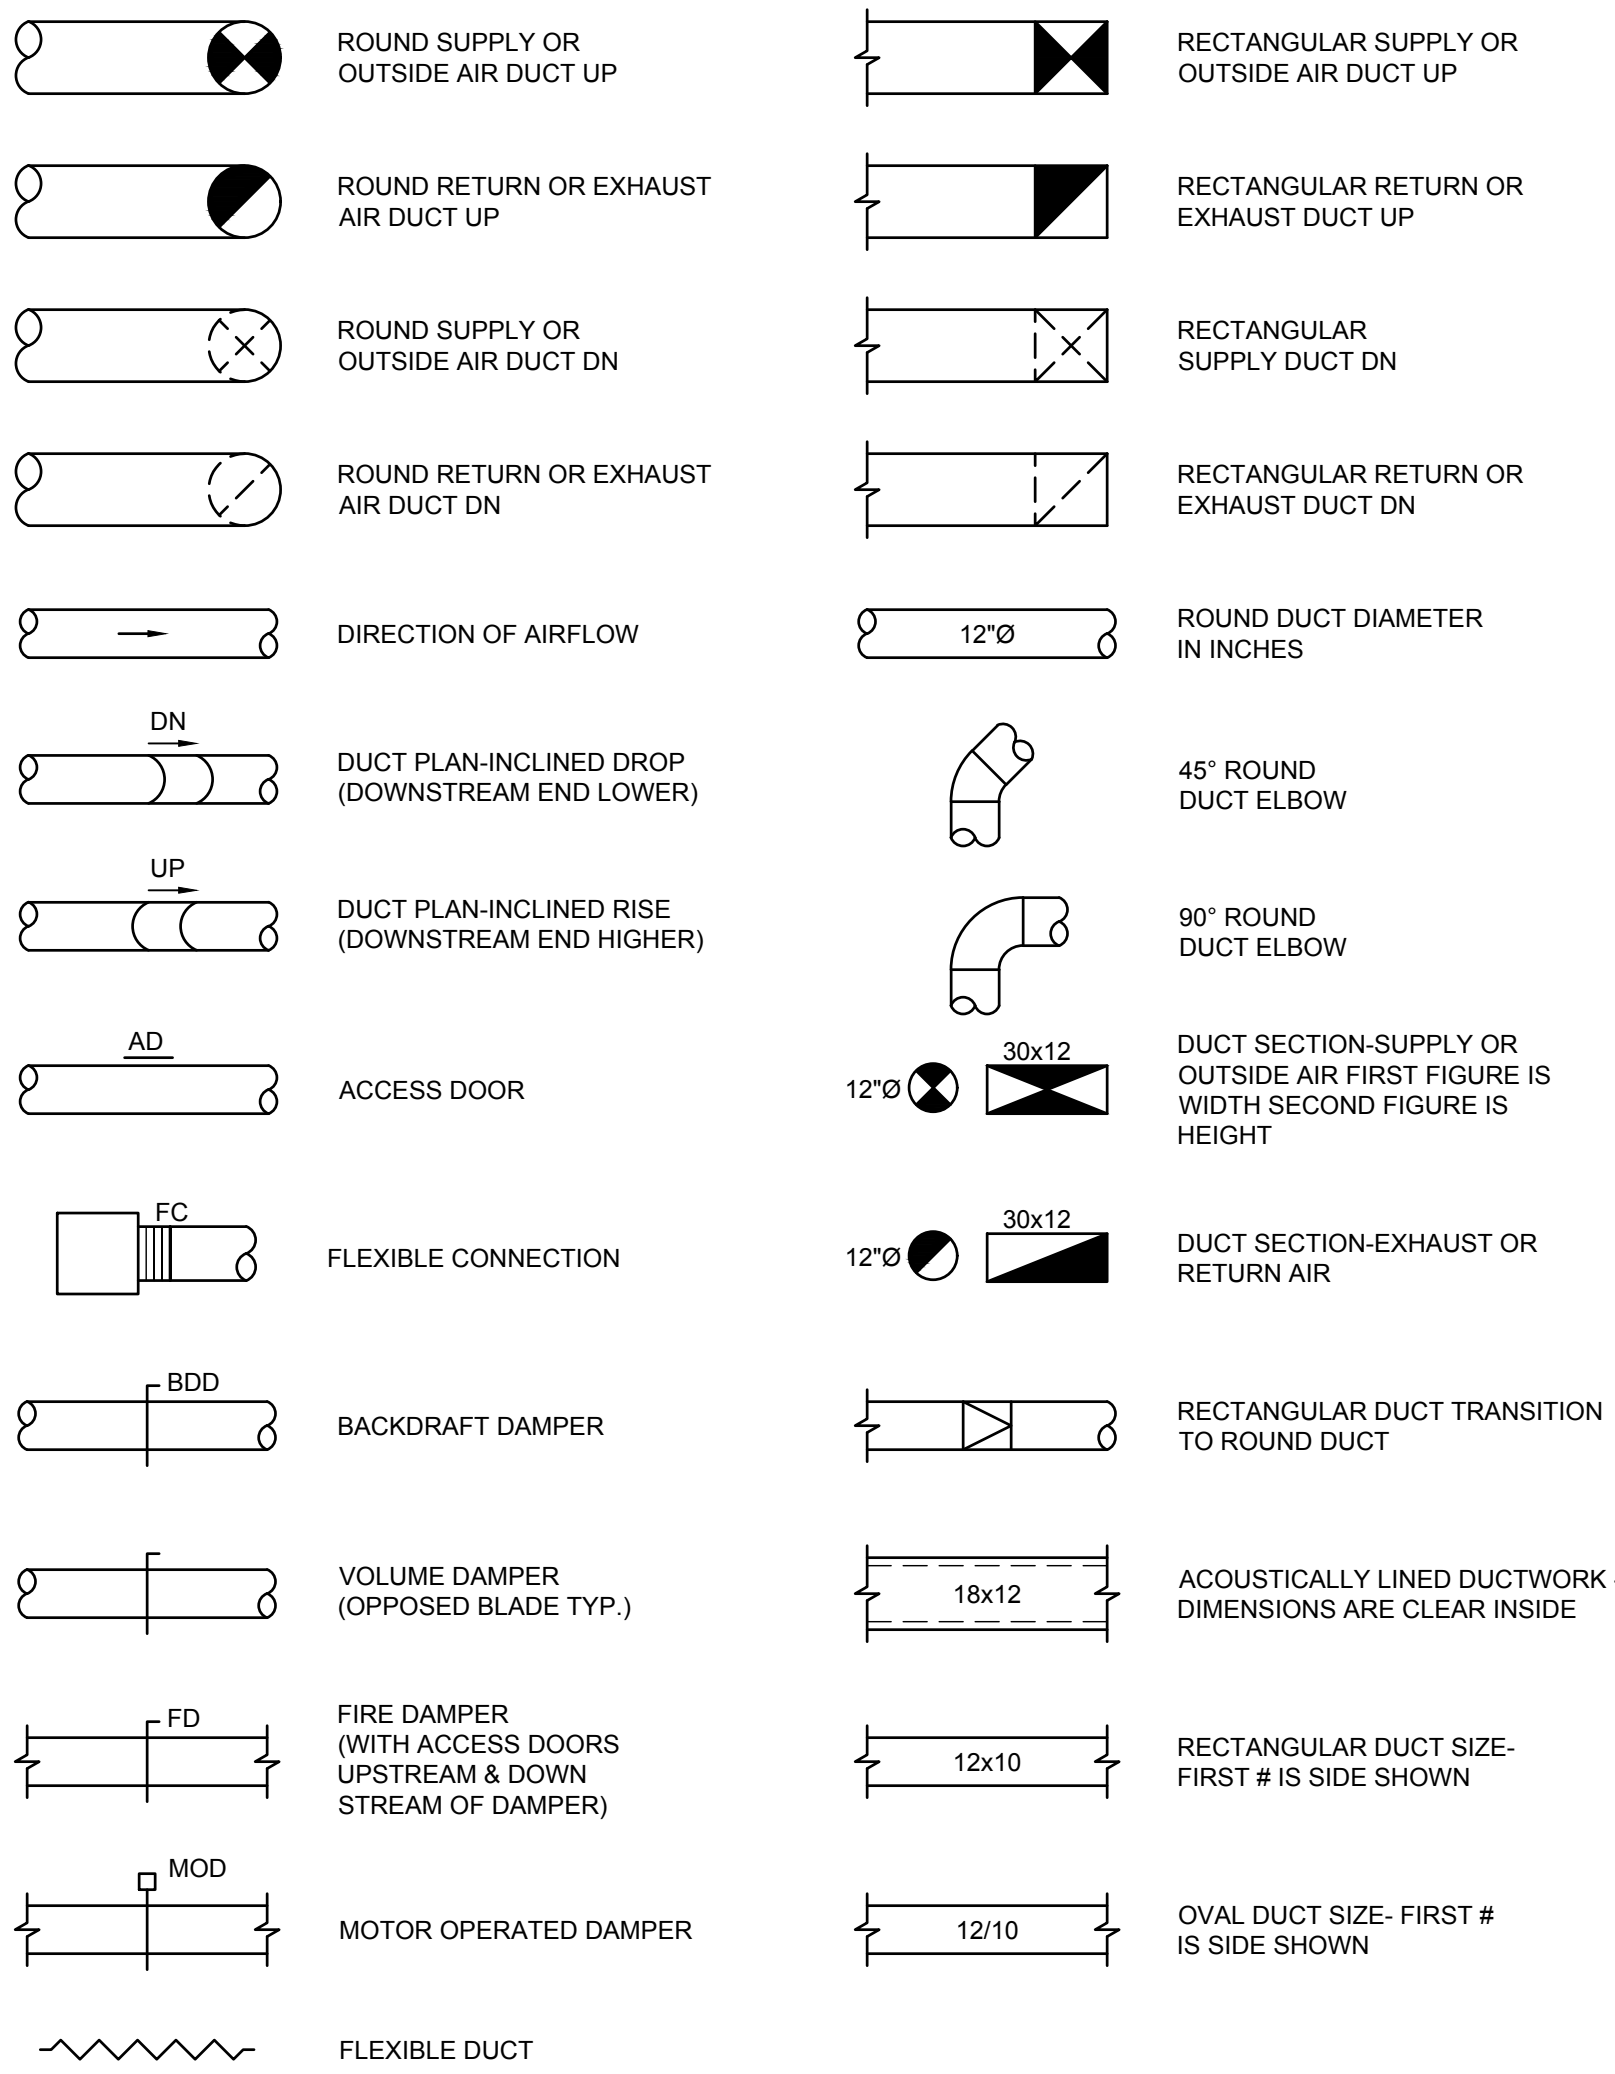 ROUND SUPPLY OR
OUTSIDE AIR DUCT UP
RECTANGULAR SUPPLY OR
OUTSIDE AIR DUCT UP
ROUND RETURN OR EXHAUST
AIR DUCT UP
RECTANGULAR RETURN OR
EXHAUST DUCT UP
ROUND SUPPLY OR
OUTSIDE AIR DUCT DN
RECTANGULAR
SUPPLY DUCT DN
ROUND RETURN OR EXHAUST
AIR DUCT DN
RECTANGULAR RETURN OR
EXHAUST DUCT DN
DIRECTION OF AIRFLOW
12"Ø
ROUND DUCT DIAMETER
IN INCHES
DN
DUCT PLAN-INCLINED DROP
(DOWNSTREAM END LOWER)
45° ROUND
DUCT ELBOW
UP
DUCT PLAN-INCLINED RISE
(DOWNSTREAM END HIGHER)
90° ROUND
DUCT ELBOW
AD
ACCESS DOOR
12"Ø
30x12
DUCT SECTION-SUPPLY OR
OUTSIDE AIR FIRST FIGURE IS
WIDTH SECOND FIGURE IS
HEIGHT
FC
FLEXIBLE CONNECTION
12"Ø
30x12
DUCT SECTION-EXHAUST OR
RETURN AIR
BDD
BACKDRAFT DAMPER
RECTANGULAR DUCT TRANSITION
TO ROUND DUCT
VOLUME DAMPER
(OPPOSED BLADE TYP.)
18x12
ACOUSTICALLY LINED DUCTWORK -
DIMENSIONS ARE CLEAR INSIDE
FD
FIRE DAMPER
(WITH ACCESS DOORS
UPSTREAM & DOWN
STREAM OF DAMPER)
12x10
RECTANGULAR DUCT SIZE-
FIRST # IS SIDE SHOWN
MOD
MOTOR OPERATED DAMPER
12/10
OVAL DUCT SIZE- FIRST #
IS SIDE SHOWN
FLEXIBLE DUCT